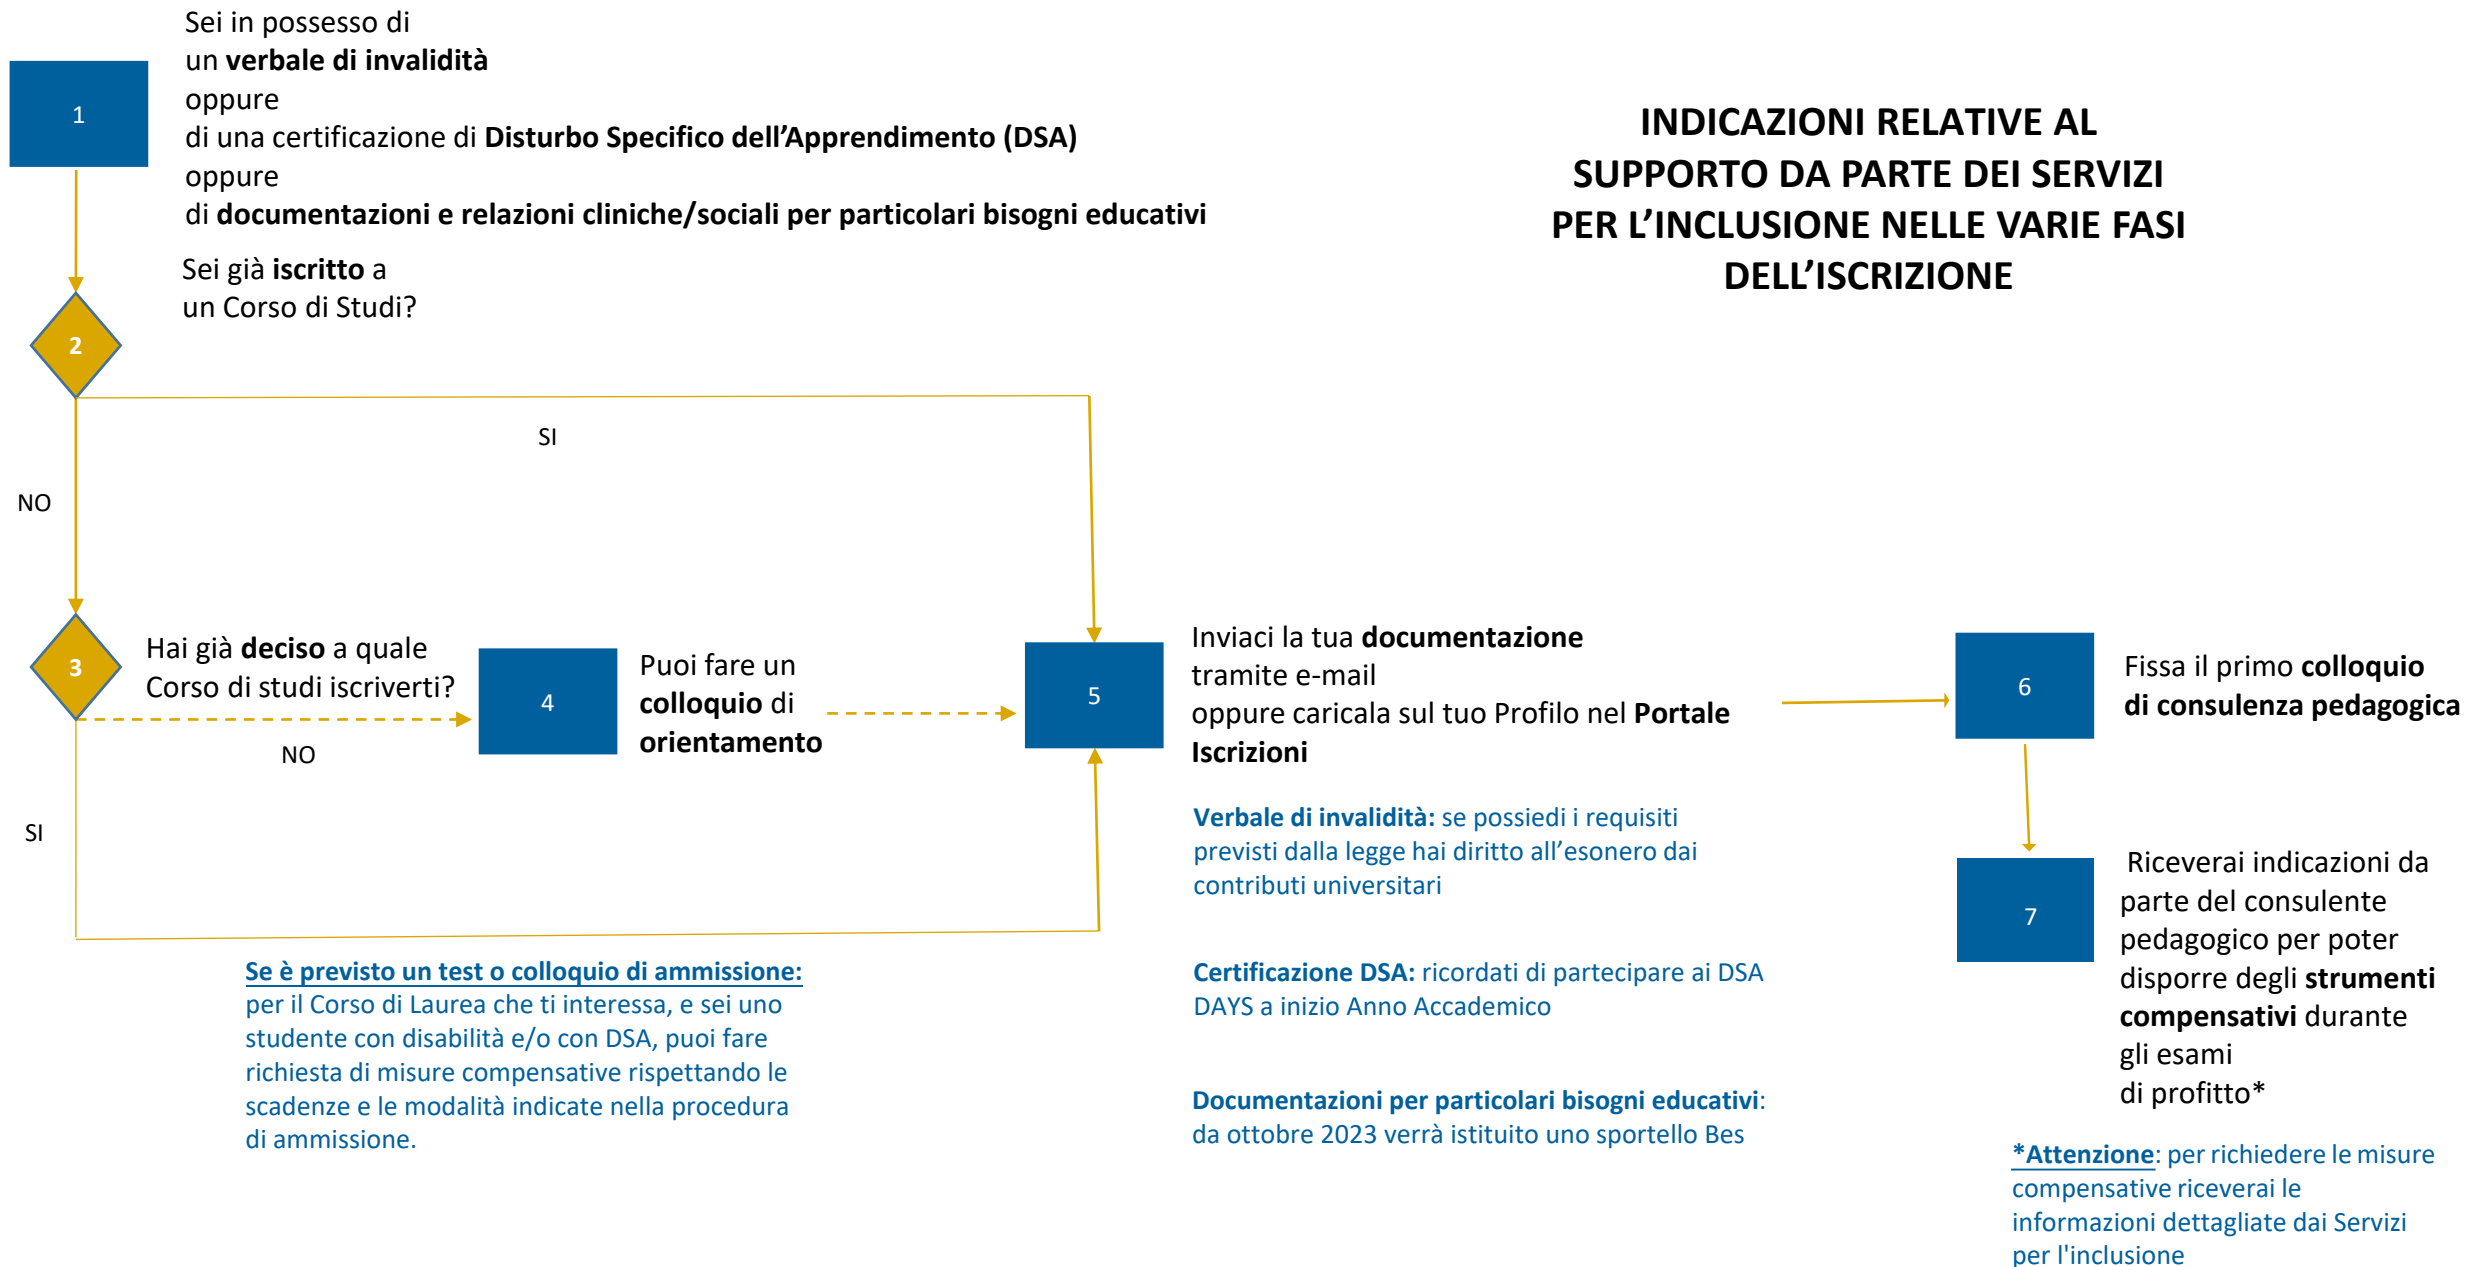 Sei in possesso di
un verbale di invalidità
oppure
di una certificazione di Disturbo Specifico dell’Apprendimento (DSA)
oppure
di documentazioni e relazioni cliniche/sociali per particolari bisogni educativi
1
INDICAZIONI RELATIVE AL
SUPPORTO DA PARTE DEI SERVIZI
PER L’INCLUSIONE NELLE VARIE FASI
DELL’ISCRIZIONE
Sei già iscritto a
un Corso di Studi?
2
SI
NO
3
Hai già deciso a quale
Corso di studi iscriverti?
NO
SI
4
Puoi fare un
colloquio di
orientamento
5
Inviaci la tua documentazione
tramite e-mail
oppure caricala sul tuo Profilo nel Portale
Iscrizioni
Verbale di invalidità: se possiedi i requisiti
previsti dalla legge hai diritto all’esonero dai
contributi universitari
Certificazione DSA: ricordati di partecipare ai DSA
DAYS a inizio Anno Accademico
Documentazioni per particolari bisogni educativi:
da ottobre 2023 verrà istituito uno sportello Bes
Se è previsto un test o colloquio di ammissione:
per il Corso di Laurea che ti interessa, e sei uno
studente con disabilità e/o con DSA, puoi fare
richiesta di misure compensative rispettando le
scadenze e le modalità indicate nella procedura
di ammissione.
6
Fissa il primo colloquio
di consulenza pedagogica
7
Riceverai indicazioni da
parte del consulente
pedagogico per poter
disporre degli strumenti
compensativi durante
gli esami
di profitto*
*Attenzione: per richiedere le misure
compensative riceverai le
informazioni dettagliate dai Servizi
per l'inclusione